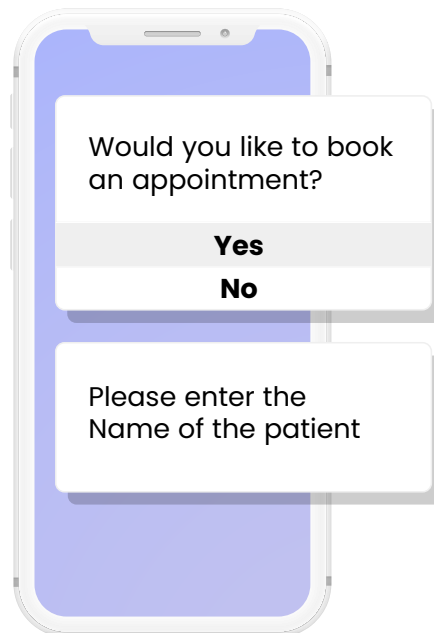 Would you like to book
an appointment?
Yes
No
Please enter the
Name of the patient